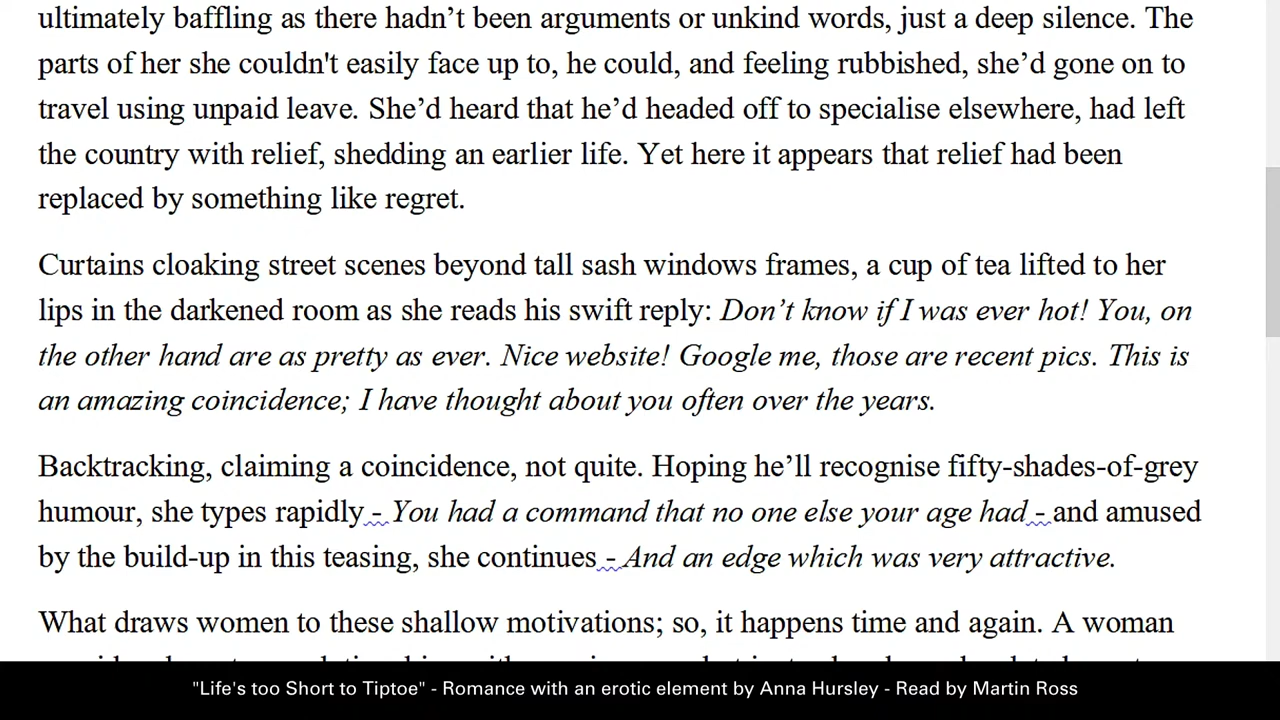 ultimately baffling as there hadn’t been arguments or unkind words, just a deep silence. The
parts of her she couldn't easily face up to, he could, and feeling rubbished, she’d gone on to
travel using unpaid leave. She’d heard that he’d headed off to specialise elsewhere, had left
the country with relief, shedding an earlier life. Yet here it appears that relief had been
replaced by something like regret.
Curtains cloaking street scenes beyond tall sash windows frames, a cup of tea lifted to her
lips in the darkened room as she reads his swift reply: Don’t know if I was ever hot! You, on
the other hand are as pretty as ever. Nice website! Google me, those are recent pics. This is
an amazing coincidence; I have thought about you often over the years.
Backtracking, claiming a coincidence, not quite. Hoping he’ll recognise fifty-shades-of-grey
humour, she types rapidly - You had a command that no one else your age had - and amused
by the build-up in this teasing, she continues - And an edge which was very attractive.
What draws women to these shallow motivations; so, it happens time and again. A woman
"Life's too Short to Tiptoe" - Romance with an erotic element by Anna Hursley - Read by Martin Ross